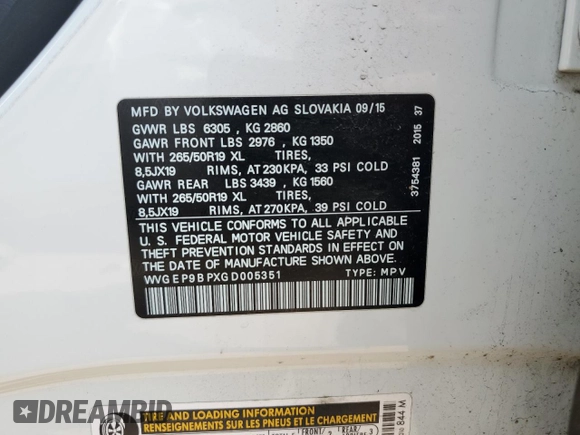 MFD BY VOLKSWAGEN AG SLOVAKIA 09/15
GVWR LBS 6305 , KG 2860
GAWR FRONT LBS 2976 , KG 1350
WITH 265/50R19 XL TIRES,
8,5JX19 RIMS, AT 230KPA, 33 PSI COLD
GAWR REAR LBS 3439 , KG 1560
WITH 265/50R19 XL TIRES,
8,5JX19 RIMS, AT 270KPA, 39 PSI COLD
THIS VEHICLE CONFORMS TO ALL APPLICABLE
U. S. FEDERAL MOTOR VEHICLE SAFETY AND
THEFT PREVENTION STANDARDS IN EFFECT ON
THE DATE OF MANUFACTURE SHOWN ABOVE.
WVGEP9BPXGD005351 TYPE: MPV
3754381 2015 37
TIRE AND LOADING INFORMATION
SUR LES PNEUS ET LE CHARGEMENT
844 M
DREAMBID